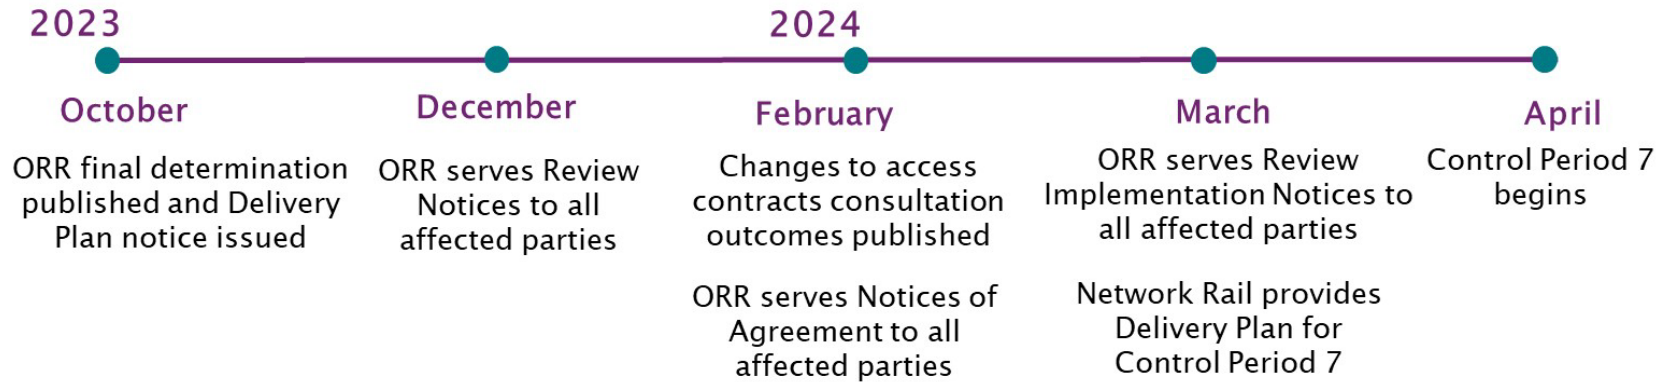 2023
2024
October
ORR final determination
published and Delivery
Plan notice issued
December
ORR serves Review
Notices to all
affected parties
February
Changes to access
contracts consultation
outcomes published
ORR serves Notices of
Agreement to all
affected parties
March
ORR serves Review
Implementation Notices to
all affected parties
Network Rail provides
Delivery Plan for
Control Period 7
April
Control Period 7
begins